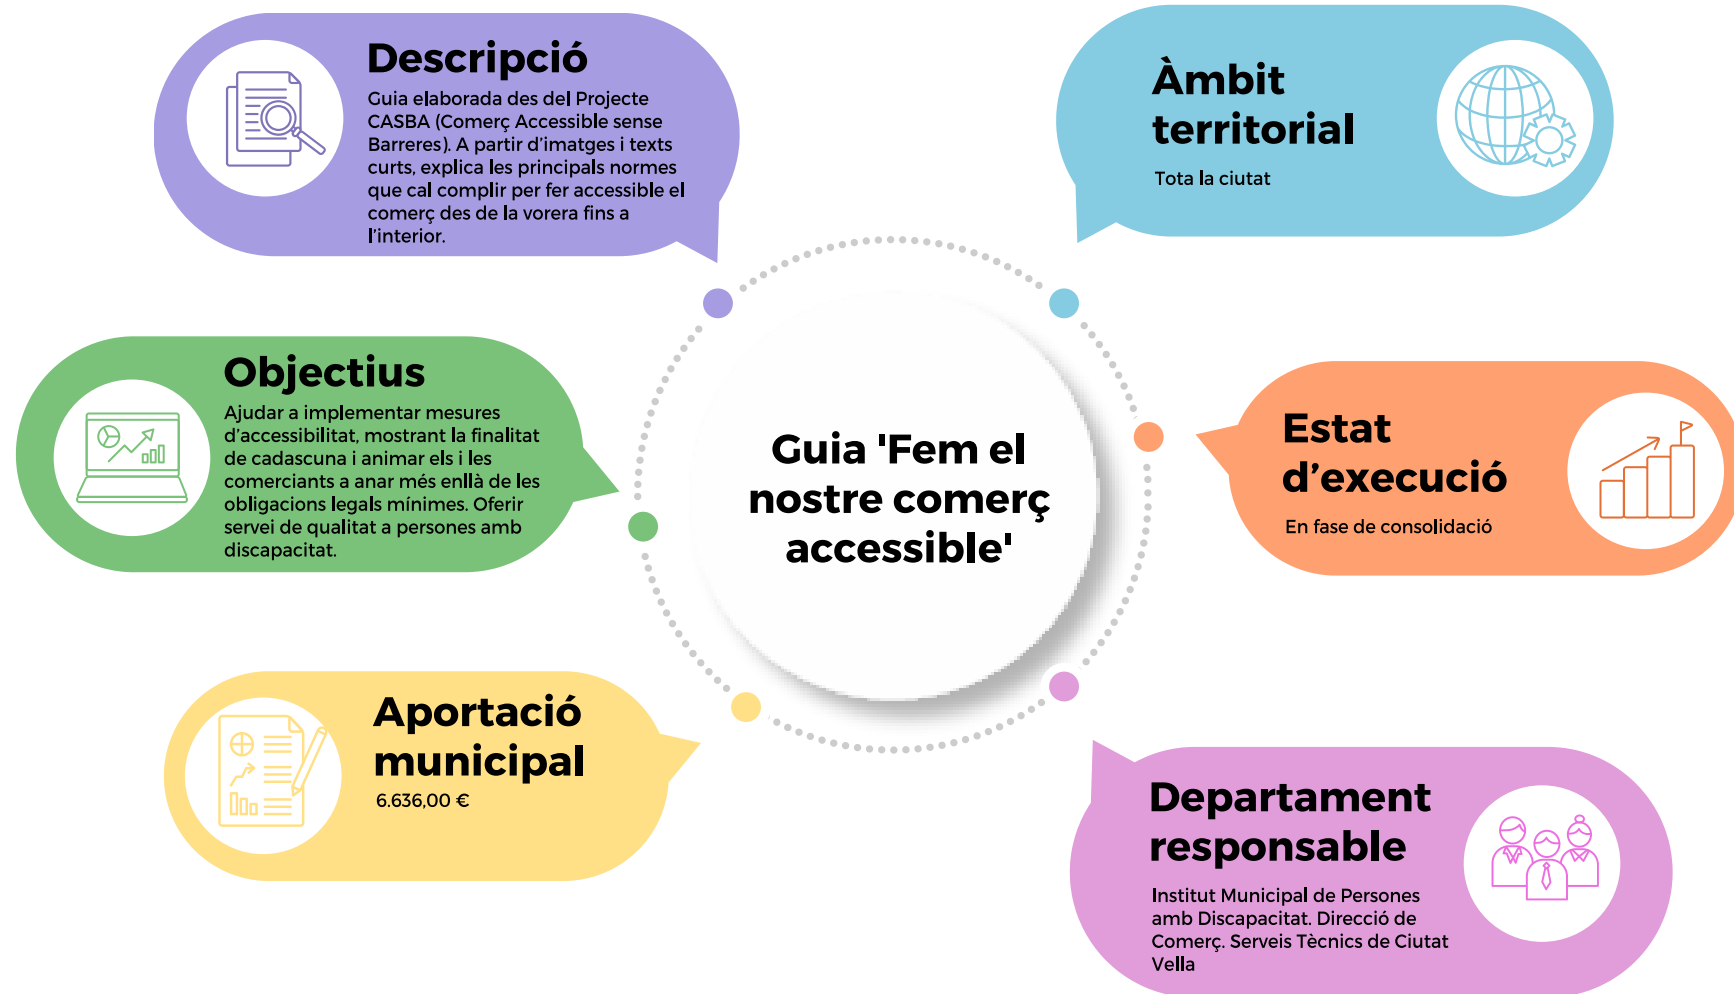 Descripció
Guia elaborada des del Projecte
CASBA (Comerç Accessible sense
Barreres). A partir d’imatges i texts
curts, explica les principals normes
que cal complir per fer accessible el
comerç des de la vorera fins a
l’interior.
Àmbit
territorial
Tota la ciutat
Objectius
Ajudar a implementar mesures
d’accessibilitat, mostrant la finalitat
de cadascuna i animar els i les
comerciants a anar més enllà de les
obligacions legals mínimes. Oferir
servei de qualitat a persones amb
discapacitat.
Guia 'Fem el
nostre comerç
accessible'
Estat
d’execució
En fase de consolidació
Aportació
municipal
6.636,00 €
Departament
responsable
Institut Municipal de Persones
amb Discapacitat. Direcció de
Comerç. Serveis Tècnics de Ciutat
Vella